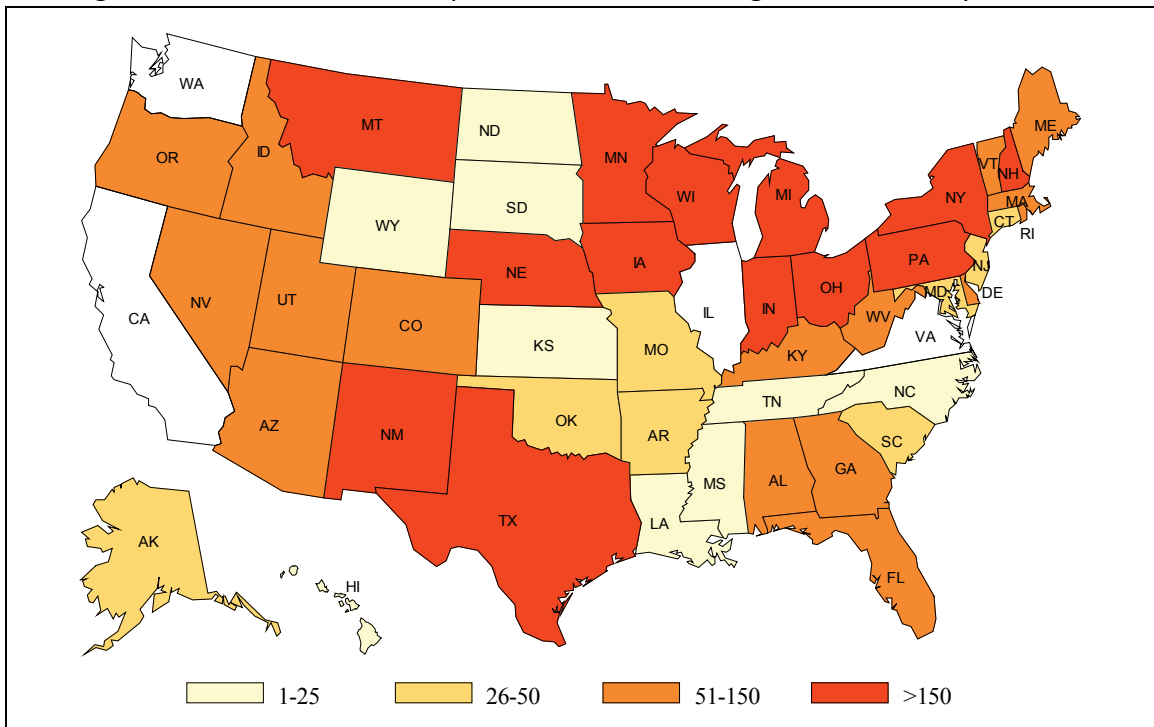 WA
MT
ND
MN
ME
OR
ID
VT
NH
WI
MI
NY
SD
MA
WY
CT
RI
IA
PA
NJ
NE
OH
MD
DE
NV
UT
IN
IL
WV
CA
CO
VA
KS
MO
KY
NC
TN
AZ
NM
OK
AR
SC
MS
AL
GA
TX
LA
AK
FL
HI
1-25
26-50
51-150
>150